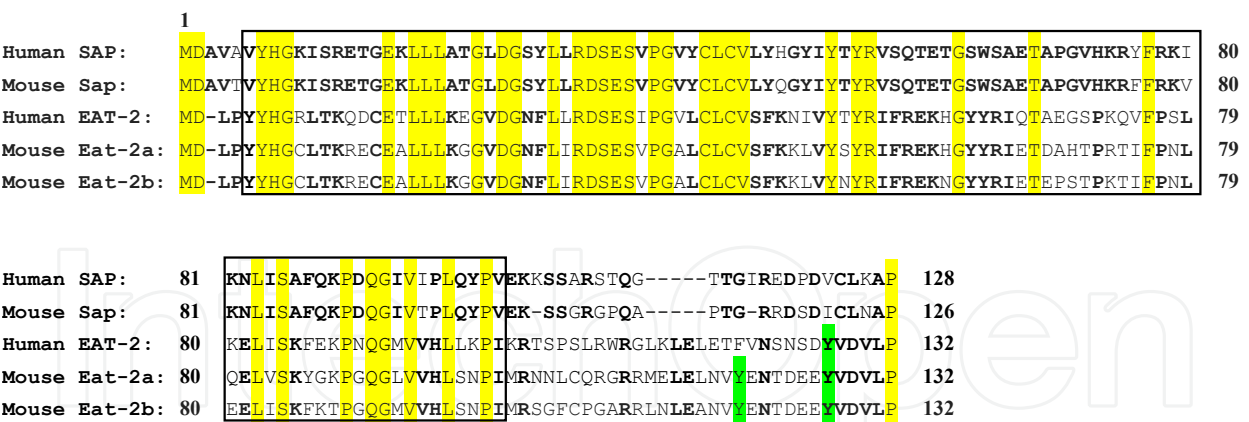 1
Human SAP: MDAVAVYHGKISRETGEKLLLATGLDGSYLLRDSESVPGVYCLCVLYHGYIYTYRVSQTETGSWSAETAPGVHKRYFRKI 80
Mouse Sap: MDAVTVYHGKISRETGEKLLLATGLDGSYLLRDSESVPGVYCLCVLYQGYIYTYRVSQTETGSWSAETAPGVHKRFFRKV 80
Human EAT-2: MD-LPYYHGRLTKQDCETLLLKEGVDGNFLLRDSESIPGVLCLCVSFKNIVYTYRIFREKHGYYRIQTAEGSPKQVFPSL 79
Mouse Eat-2a: MD-LPYYHGCLTKRECEALLLKGGVDGNFLIRDSESVPGALCLCVSFKKLVYSYRIFREKHGYYRIETDAHTPRTIFPNL 79
Mouse Eat-2b: MD-LPYYHGCLTKRECEALLLKGGVDGNFLIRDSESVPGALCLCVSFKKLVYNYRIFREKNGYYRIETEPSTPKTIFPNL 79
Human SAP: 81 KNLISAFQKPDQGIVIPLQYPVEKKSSARSTQG-----TTGIREDPDVCLKAP 128
Mouse Sap: 81 KNLISAFQKPDQGIVTPLQYPVEK-SSGRGPQA-----PTG-RRDSDICLNAP 126
Human EAT-2: 80 KELISKFEKPNQGMVVHLLKPIKRTSPSLRWRGLKLELETFVNSNSDYVDVLP 132
Mouse Eat-2a: 80 QELVSKYGKPGQGLVVHLSNPIMRNNLCQRGRRMELELNVYENTDEEYVDVLP 132
Mouse Eat-2b: 80 EELISKFKTPGQGMVVHLSNPIMRSGFCPGARRLNLEANVYENTDEEYVDVLP 132
IntechOpen